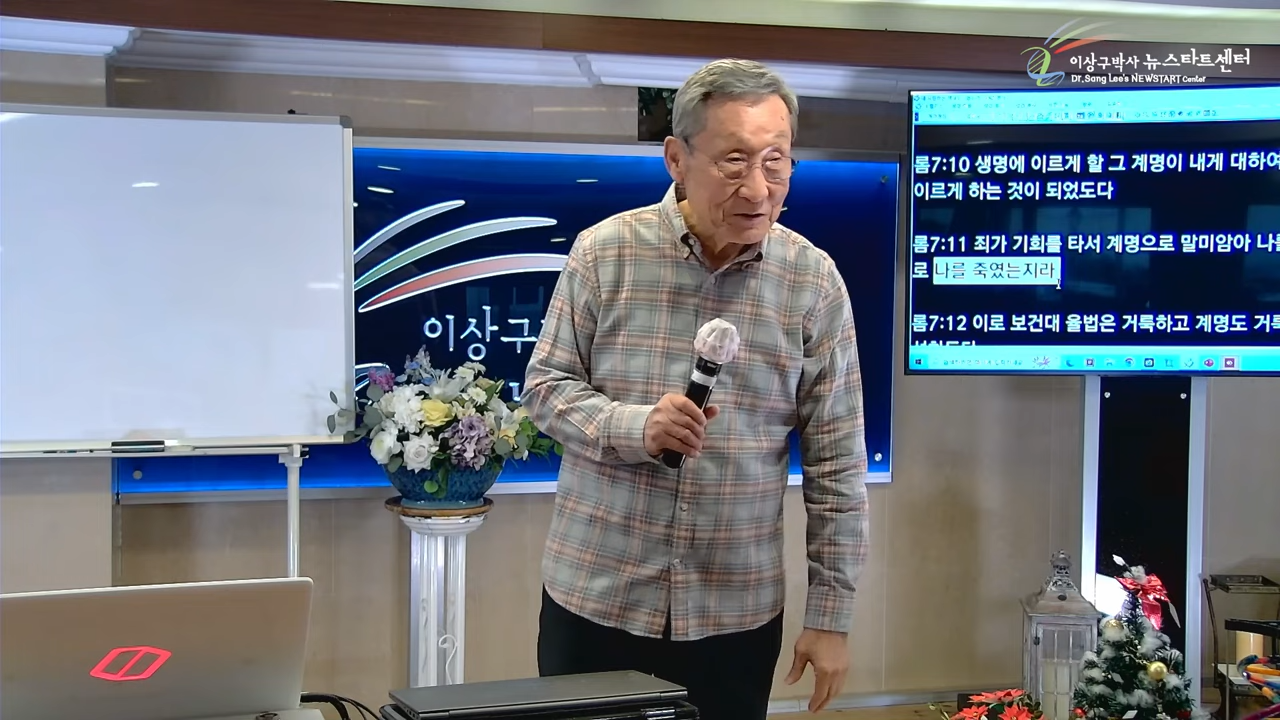 이상구박사 뉴스타트센터
Dr. Sang Lee's NEWSTART Center
롬7:10 생명에 이르게 할 그 계명이 내게 대하여
이르게 하는 것이 되었도다
롬7:11 죄가 기회를 타서 계명으로 말미암아 나를
로 나를 죽였는지라
롬7:12 이로 보건대 율법은 거룩하고 계명도 거룩
이상구